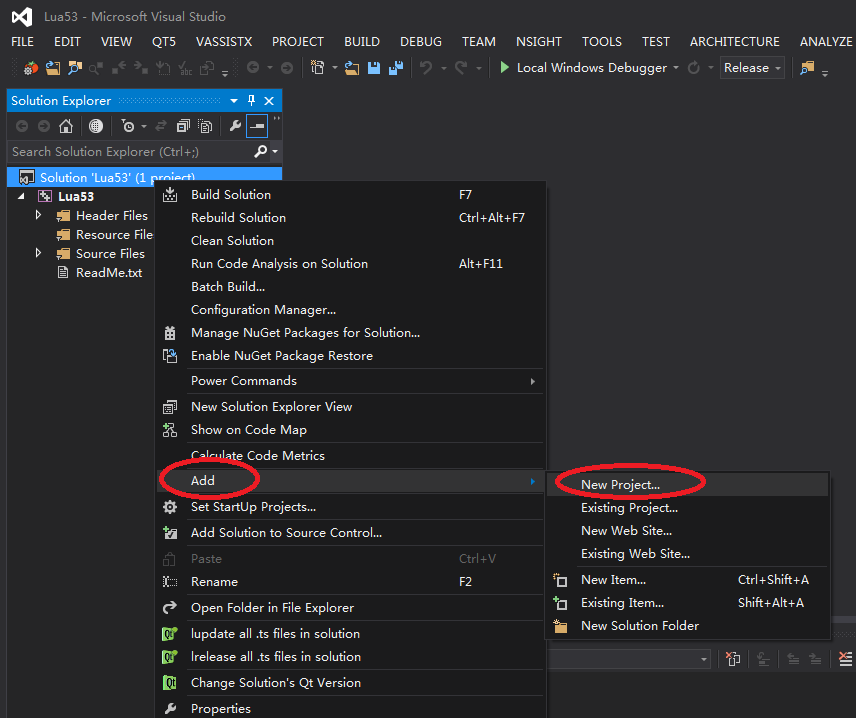 Lua53 - Microsoft Visual Studio
FILE EDIT VIEW QT5 VASSISTX PROJECT BUILD DEBUG TEAM NSIGHT TOOLS TEST ARCHITECTURE ANALYZE
Local Windows Debugger Release
Solution Explorer
Search Solution Explorer (Ctrl+;)
Solution 'Lua53' (1 project)
Lua53
Header Files
Resource File
Source Files
ReadMe.txt
Build Solution F7
Rebuild Solution Ctrl+Alt+F7
Clean Solution
Run Code Analysis on Solution Alt+F11
Batch Build...
Configuration Manager...
Manage NuGet Packages for Solution...
Enable NuGet Package Restore
Power Commands
New Solution Explorer View
Show on Code Map
Calculate Code Metrics
Add
Set StartUp Projects...
Add Solution to Source Control...
Paste Ctrl+V
Rename F2
Open Folder in File Explorer
lupdate all .ts files in solution
lrelease all .ts files in solution
Change Solution's Qt Version
Properties
New Project...
Existing Project...
New Web Site...
Existing Web Site...
New Item... Ctrl+Shift+A
Existing Item... Shift+Alt+A
New Solution Folder